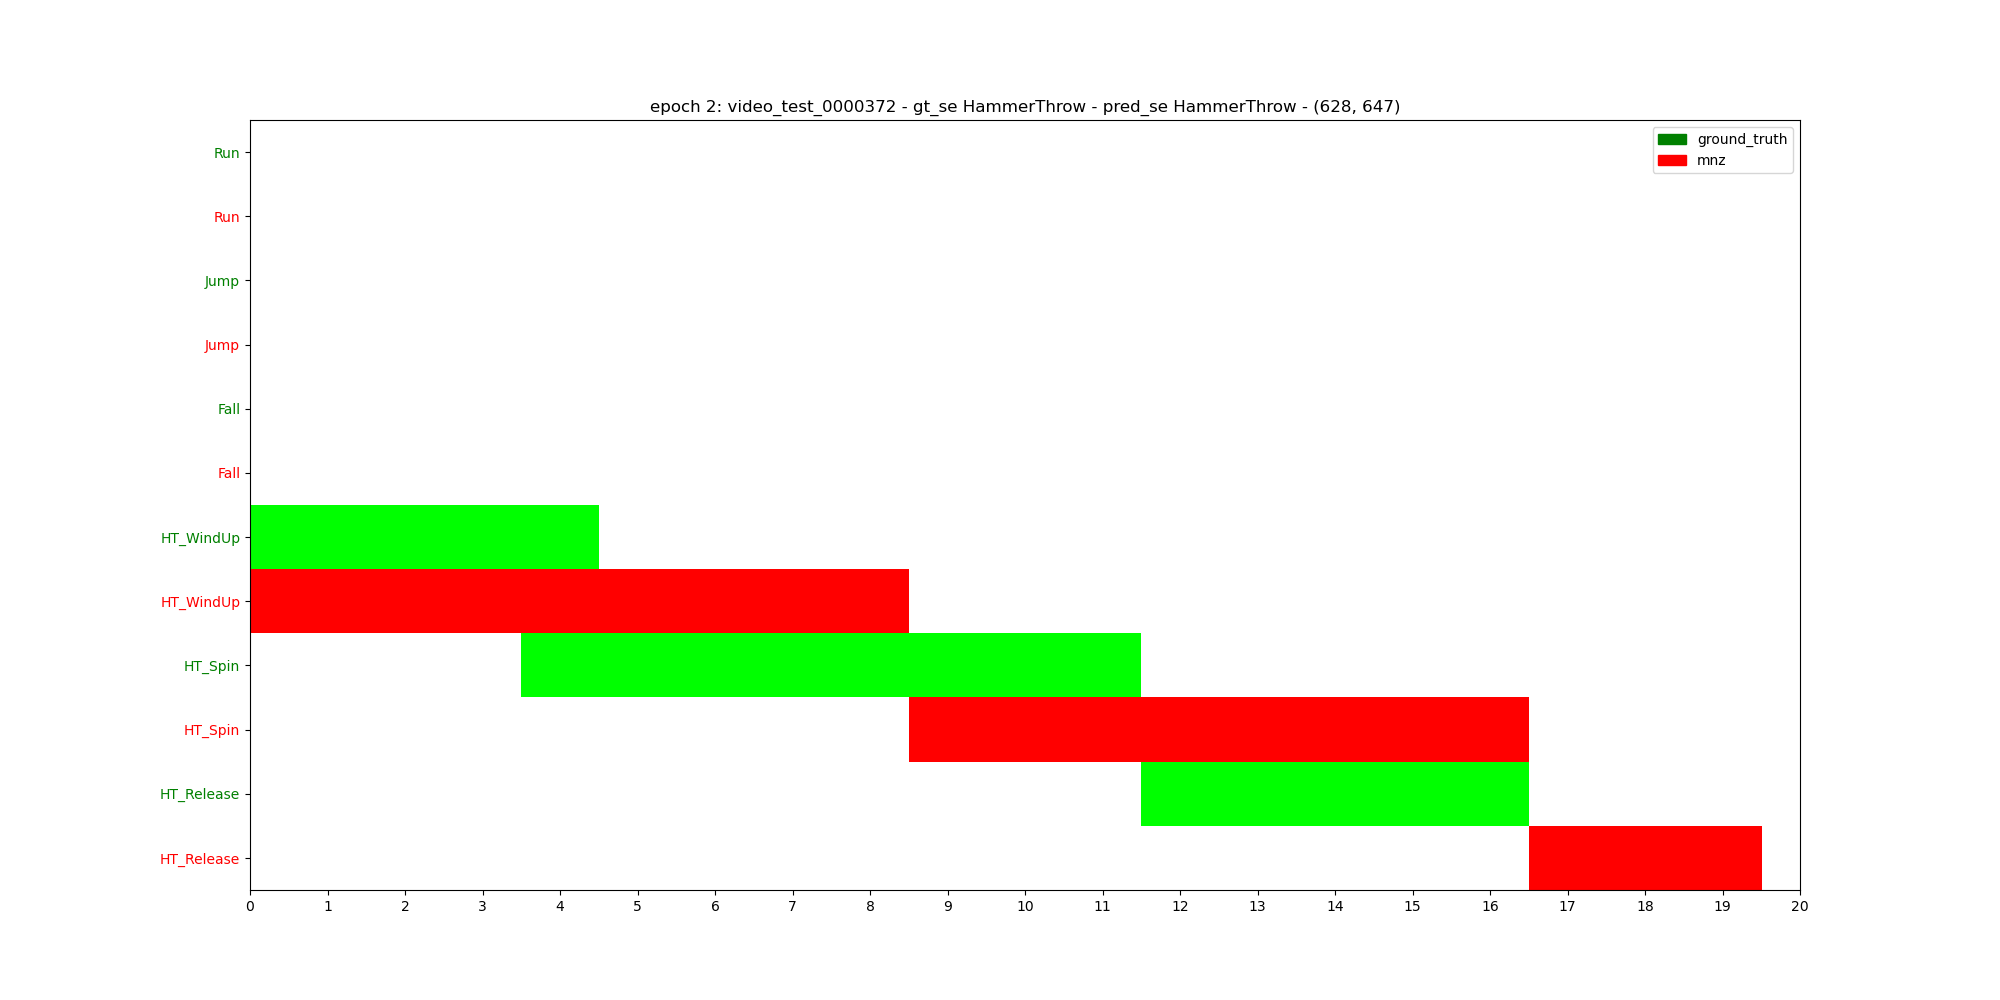 epoch 2: video_test_0000372 - gt_se HammerThrow - pred_se HammerThrow - (628, 647)
ground_truth
mnz
Run
Run
Jump
Jump
Fall
Fall
HT_WindUp
HT_WindUp
HT_Spin
HT_Spin
HT_Release
HT_Release
0 1 2 3 4 5 6 7 8 9 10 11 12 13 14 15 16 17 18 19 20